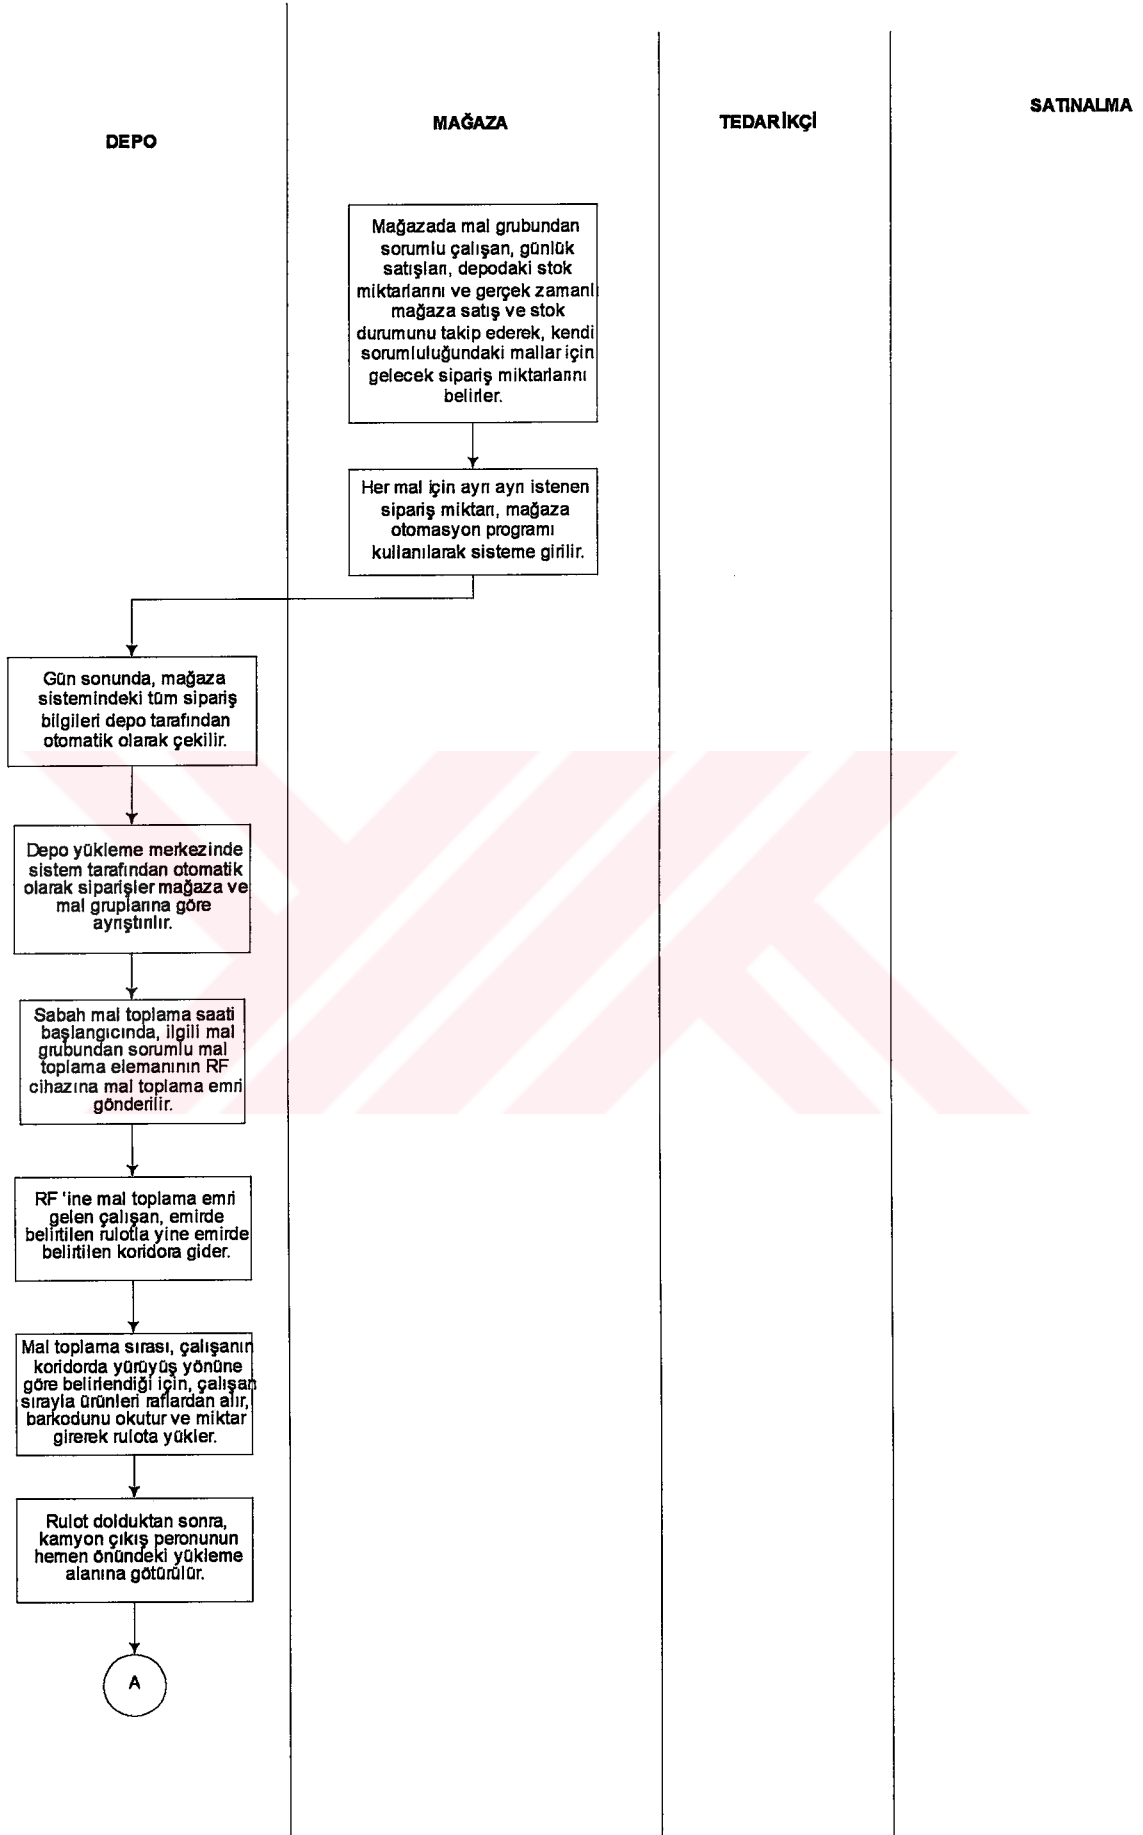 DEPO
MAĞAZA
TEDARİKÇİ
SATINALMA
Mağazada mal grubundan
sorumlu çalışan, günlük
satışları, depodaki stok
miktarlarını ve gerçek zamanlı
mağaza satış ve stok
durumunu takip ederek, kendi
sorumluluğundaki mallar için
gelecek sipariş miktarlarını
belirler.
Her mal için ayrı ayrı istenen
sipariş miktarı, mağaza
otomasyon programı
kullanılarak sisteme girilir.
Gün sonunda, mağaza
sistemindeki tüm sipariş
bilgileri depo tarafından
otomatik olarak çekilir.
Depo yükleme merkezinde
sistem tarafından otomatik
olarak siparişler mağaza ve
mal gruplarına göre
ayrıştırılır.
Sabah mal toplama saati
başlangıcında, ilgili mal
grubundan sorumlu mal
toplama elemanının RF
cihazına mal toplama emri
gönderilir.
RF 'ine mal toplama emri
gelen çalışan, emirde
belirtilen rulotla yine emirde
belirtilen koridora gider.
Mal toplama sırası, çalışanın
koridorda yürüyüş yönüne
göre belirlendiği için, çalışan
sırayla ürünleri raflardan alır,
barkodunu okutur ve miktar
girerek rulota yükler.
Rulot dolduktan sonra,
kamyon çıkış peronunun
hemen önündeki yükleme
alanına götürülür.
A